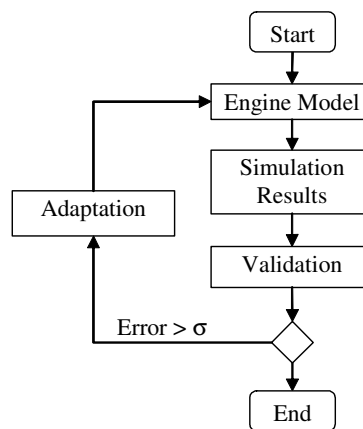 Start
Engine Model
Simulation
Results
Adaptation
Validation
Error > σ
End